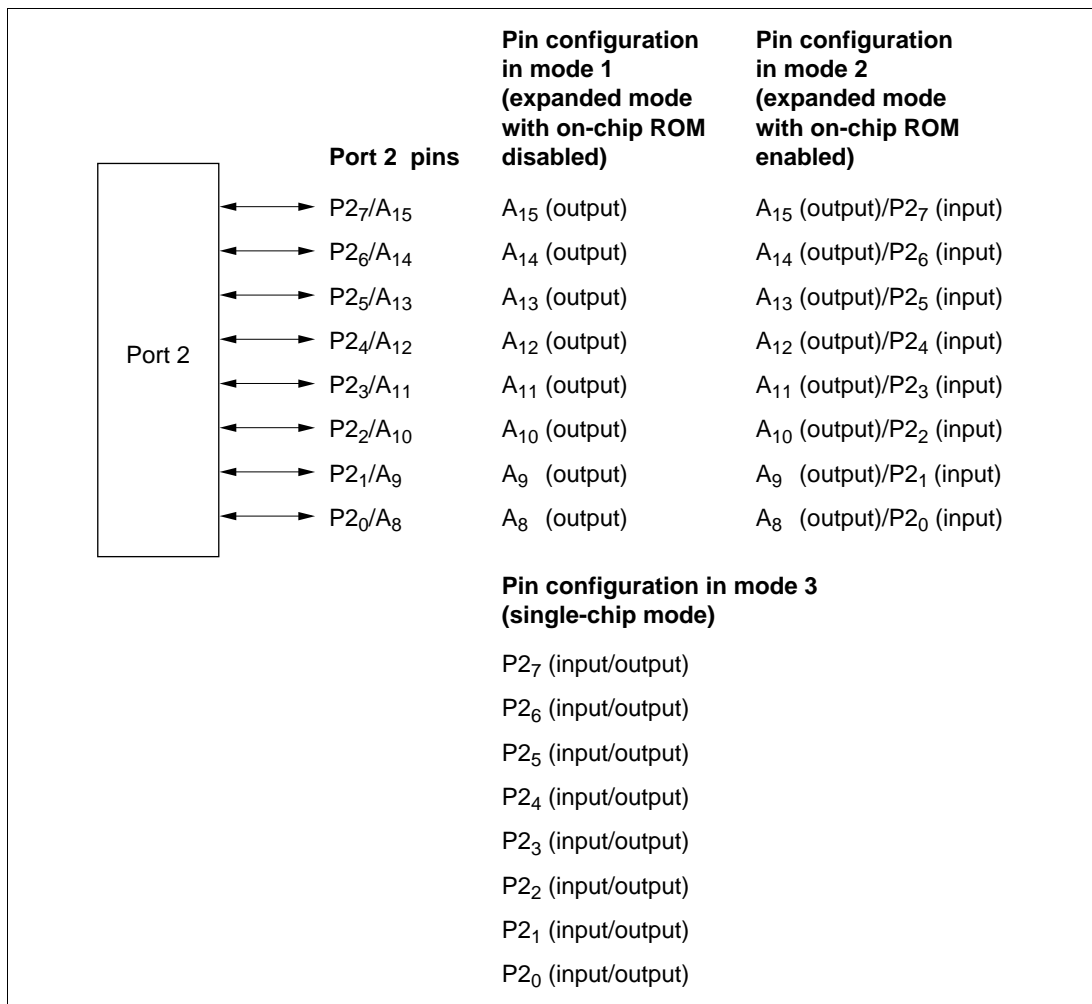 Pin configuration in mode 1 (expanded mode with on-chip ROM disabled)
Pin configuration in mode 2 (expanded mode with on-chip ROM enabled)
Port 2 pins
Port 2
P2₇/A₁₅ A₁₅ (output) A₁₅ (output)/P2₇ (input)
P2₆/A₁₄ A₁₄ (output) A₁₄ (output)/P2₆ (input)
P2₅/A₁₃ A₁₃ (output) A₁₃ (output)/P2₅ (input)
P2₄/A₁₂ A₁₂ (output) A₁₂ (output)/P2₄ (input)
P2₃/A₁₁ A₁₁ (output) A₁₁ (output)/P2₃ (input)
P2₂/A₁₀ A₁₀ (output) A₁₀ (output)/P2₂ (input)
P2₁/A₉ A₉ (output) A₉ (output)/P2₁ (input)
P2₀/A₈ A₈ (output) A₈ (output)/P2₀ (input)
Pin configuration in mode 3
(single-chip mode)
P2₇ (input/output)
P2₆ (input/output)
P2₅ (input/output)
P2₄ (input/output)
P2₃ (input/output)
P2₂ (input/output)
P2₁ (input/output)
P2₀ (input/output)